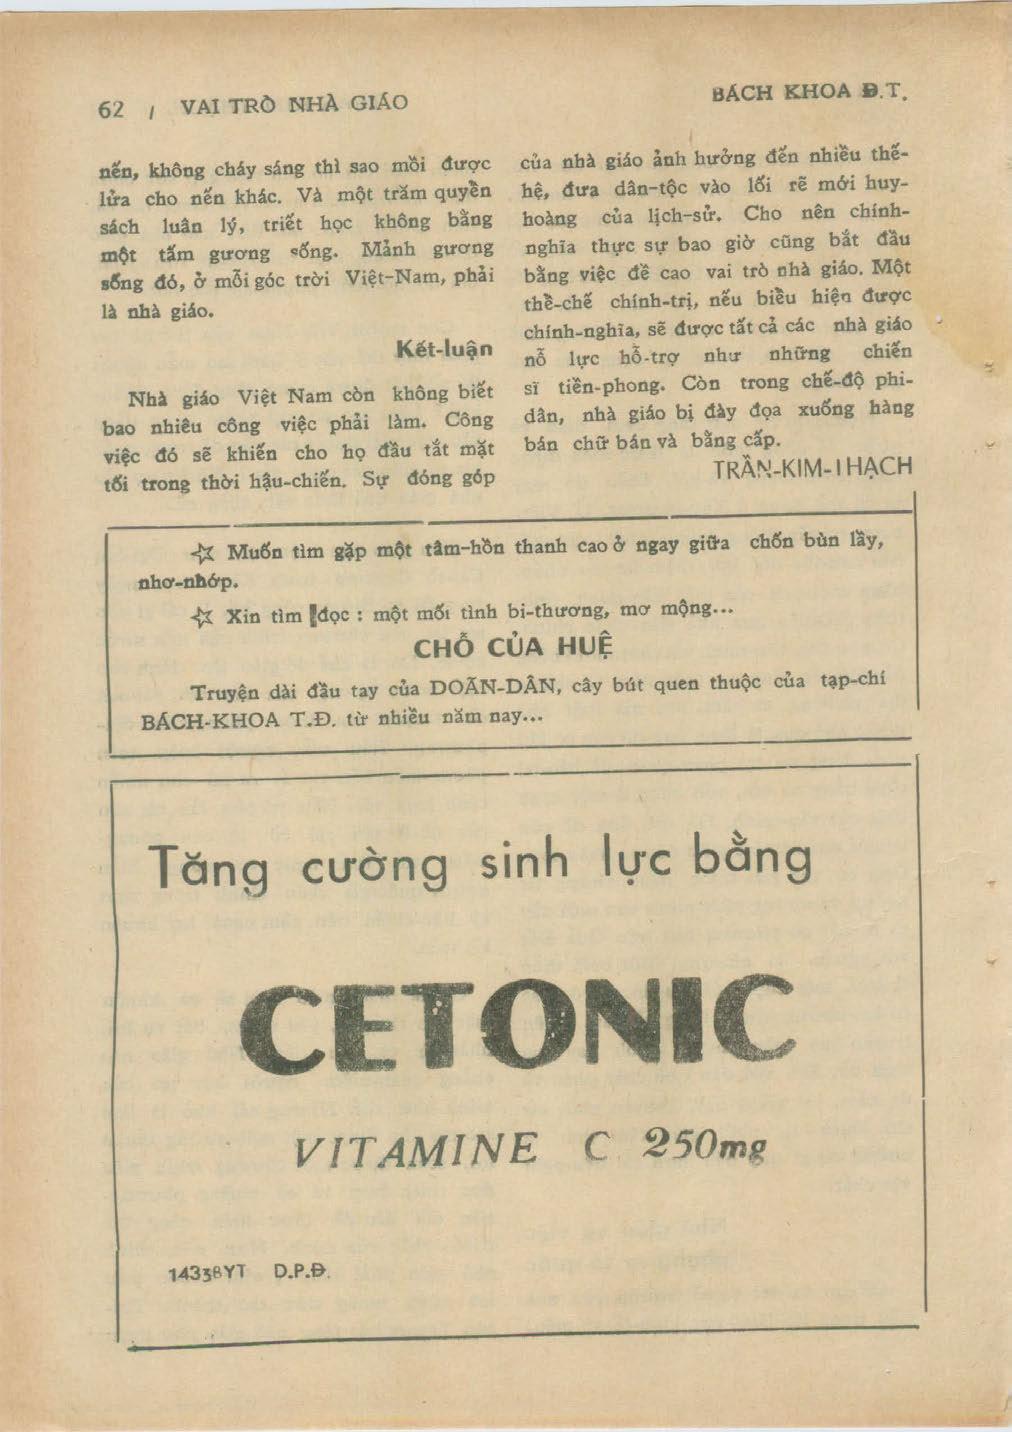 62 / VAI TRÒ NHÀ GIÁO
BÁCH KHOA Đ.T.
nến, không cháy sáng thì sao mồi được
lửa cho nến khác. Và một trăm quyền
sách luân lý, triết học không bằng
một tấm gương sống. Mảnh gương
sống đó, ở mỗi góc trời Việt-Nam, phải
là nhà giáo.
Kết-luận
Nhà giáo Việt Nam còn không biết
bao nhiêu công việc phải làm. Công
việc đó sẽ khiến cho họ đầu tắt mặt
tối trong thời hậu-chiến. Sự đóng góp
của nhà giáo ảnh hưởng đến nhiều thế-
hệ, đưa dân-tộc vào lối rẽ mới huy-
hoàng của lịch-sử. Cho nên chính-
nghĩa thực sự bao giờ cũng bắt đầu
bằng việc đề cao vai trò nhà giáo. Một
thề-chế chính-trị, nếu biều hiện được
chính-nghĩa, sẽ được tất cả các nhà giáo
nỗ lực hỗ-trợ như những chiến
sĩ tiền-phong. Còn trong chế-độ phi-
dân, nhà giáo bị đày đọa xuống hàng
bán chữ bán và bằng cấp.
TRẦN-KIM-THẠCH
☆ Muốn tìm gặp một tâm-hồn thanh cao ở ngay giữa chốn bùn lầy,
nhơ-nhớp.
☆ Xin tìm đọc : một mối tình bi-thương, mơ mộng...
CHỖ CỦA HUỆ
Truyện dài đầu tay của DOÃN-DÂN, cây bút quen thuộc của tạp-chí
BÁCH-KHOA T.Đ. từ nhiều năm nay...
Tăng cường sinh lực bằng
CETONIC
VITAMINE C 250mg
14338YT D.P.Đ.